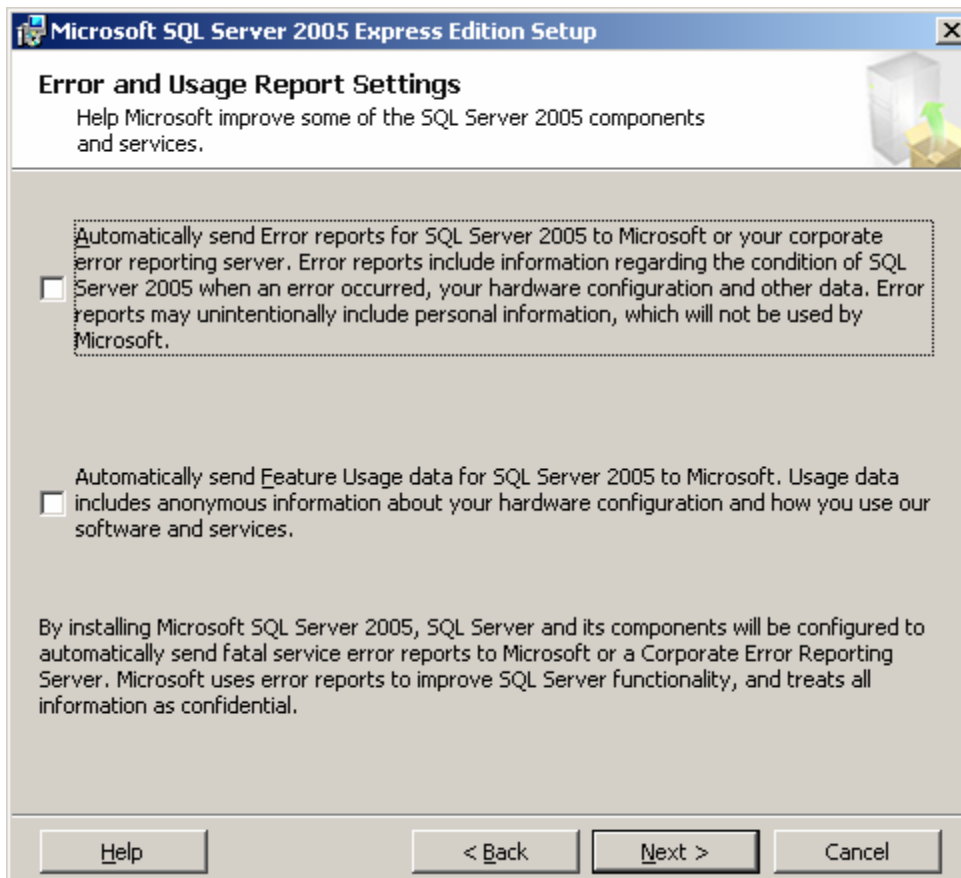 Microsoft SQL Server 2005 Express Edition Setup
Error and Usage Report Settings
Help Microsoft improve some of the SQL Server 2005 components
and services.
Automatically send Error reports for SQL Server 2005 to Microsoft or your corporate
error reporting server. Error reports include information regarding the condition of SQL
Server 2005 when an error occurred, your hardware configuration and other data. Error
reports may unintentionally include personal information, which will not be used by
Microsoft.
Automatically send Feature Usage data for SQL Server 2005 to Microsoft. Usage data
includes anonymous information about your hardware configuration and how you use our
software and services.
By installing Microsoft SQL Server 2005, SQL Server and its components will be configured to
automatically send fatal service error reports to Microsoft or a Corporate Error Reporting
Server. Microsoft uses error reports to improve SQL Server functionality, and treats all
information as confidential.
Help
< Back
Next >
Cancel